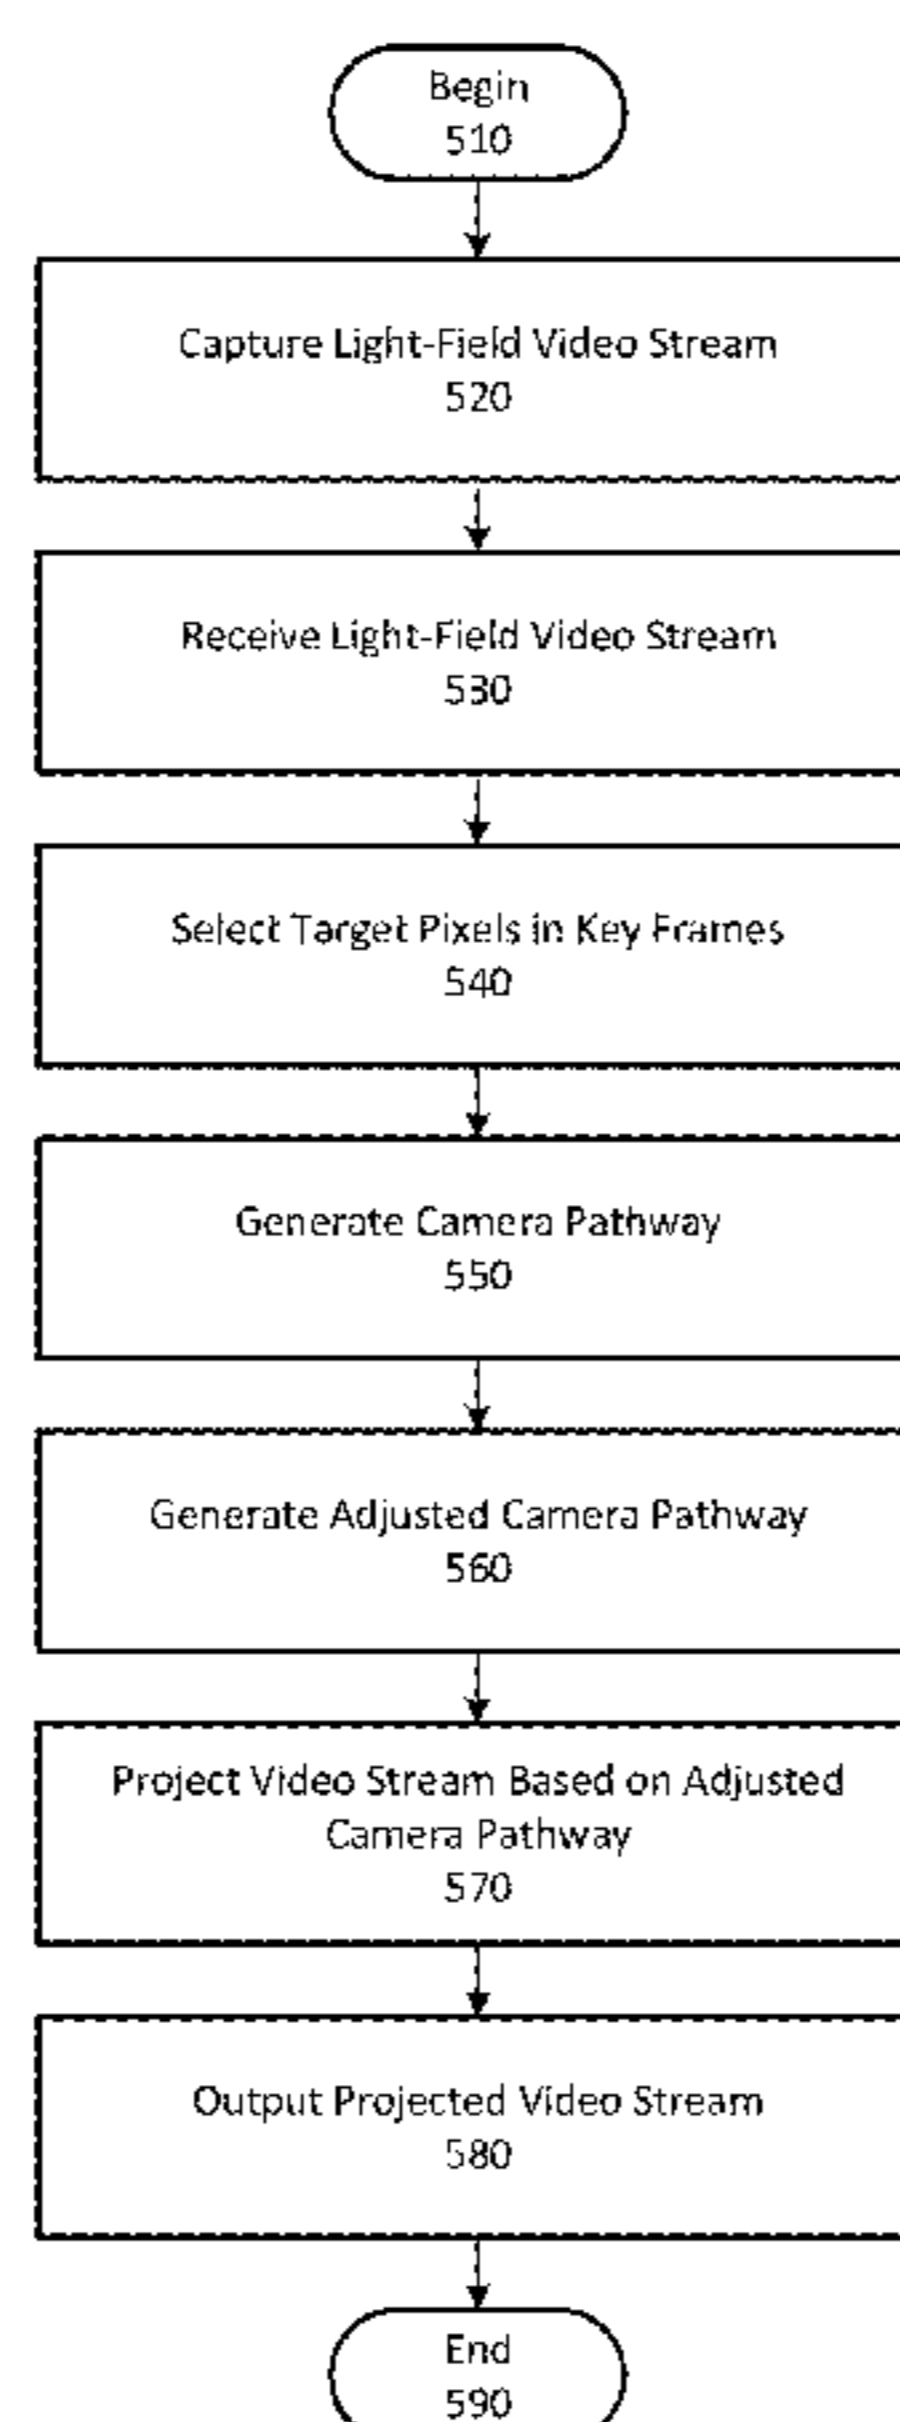 Begin
510
Capture Light-Field Video Stream
520
Receive Light-Field Video Stream
530
Select Target Pixels in Key Frames
540
Generate Camera Pathway
550
Generate Adjusted Camera Pathway
560
Project Video Stream Based on Adjusted
Camera Pathway
570
Output Projected Video Stream
580
End
590